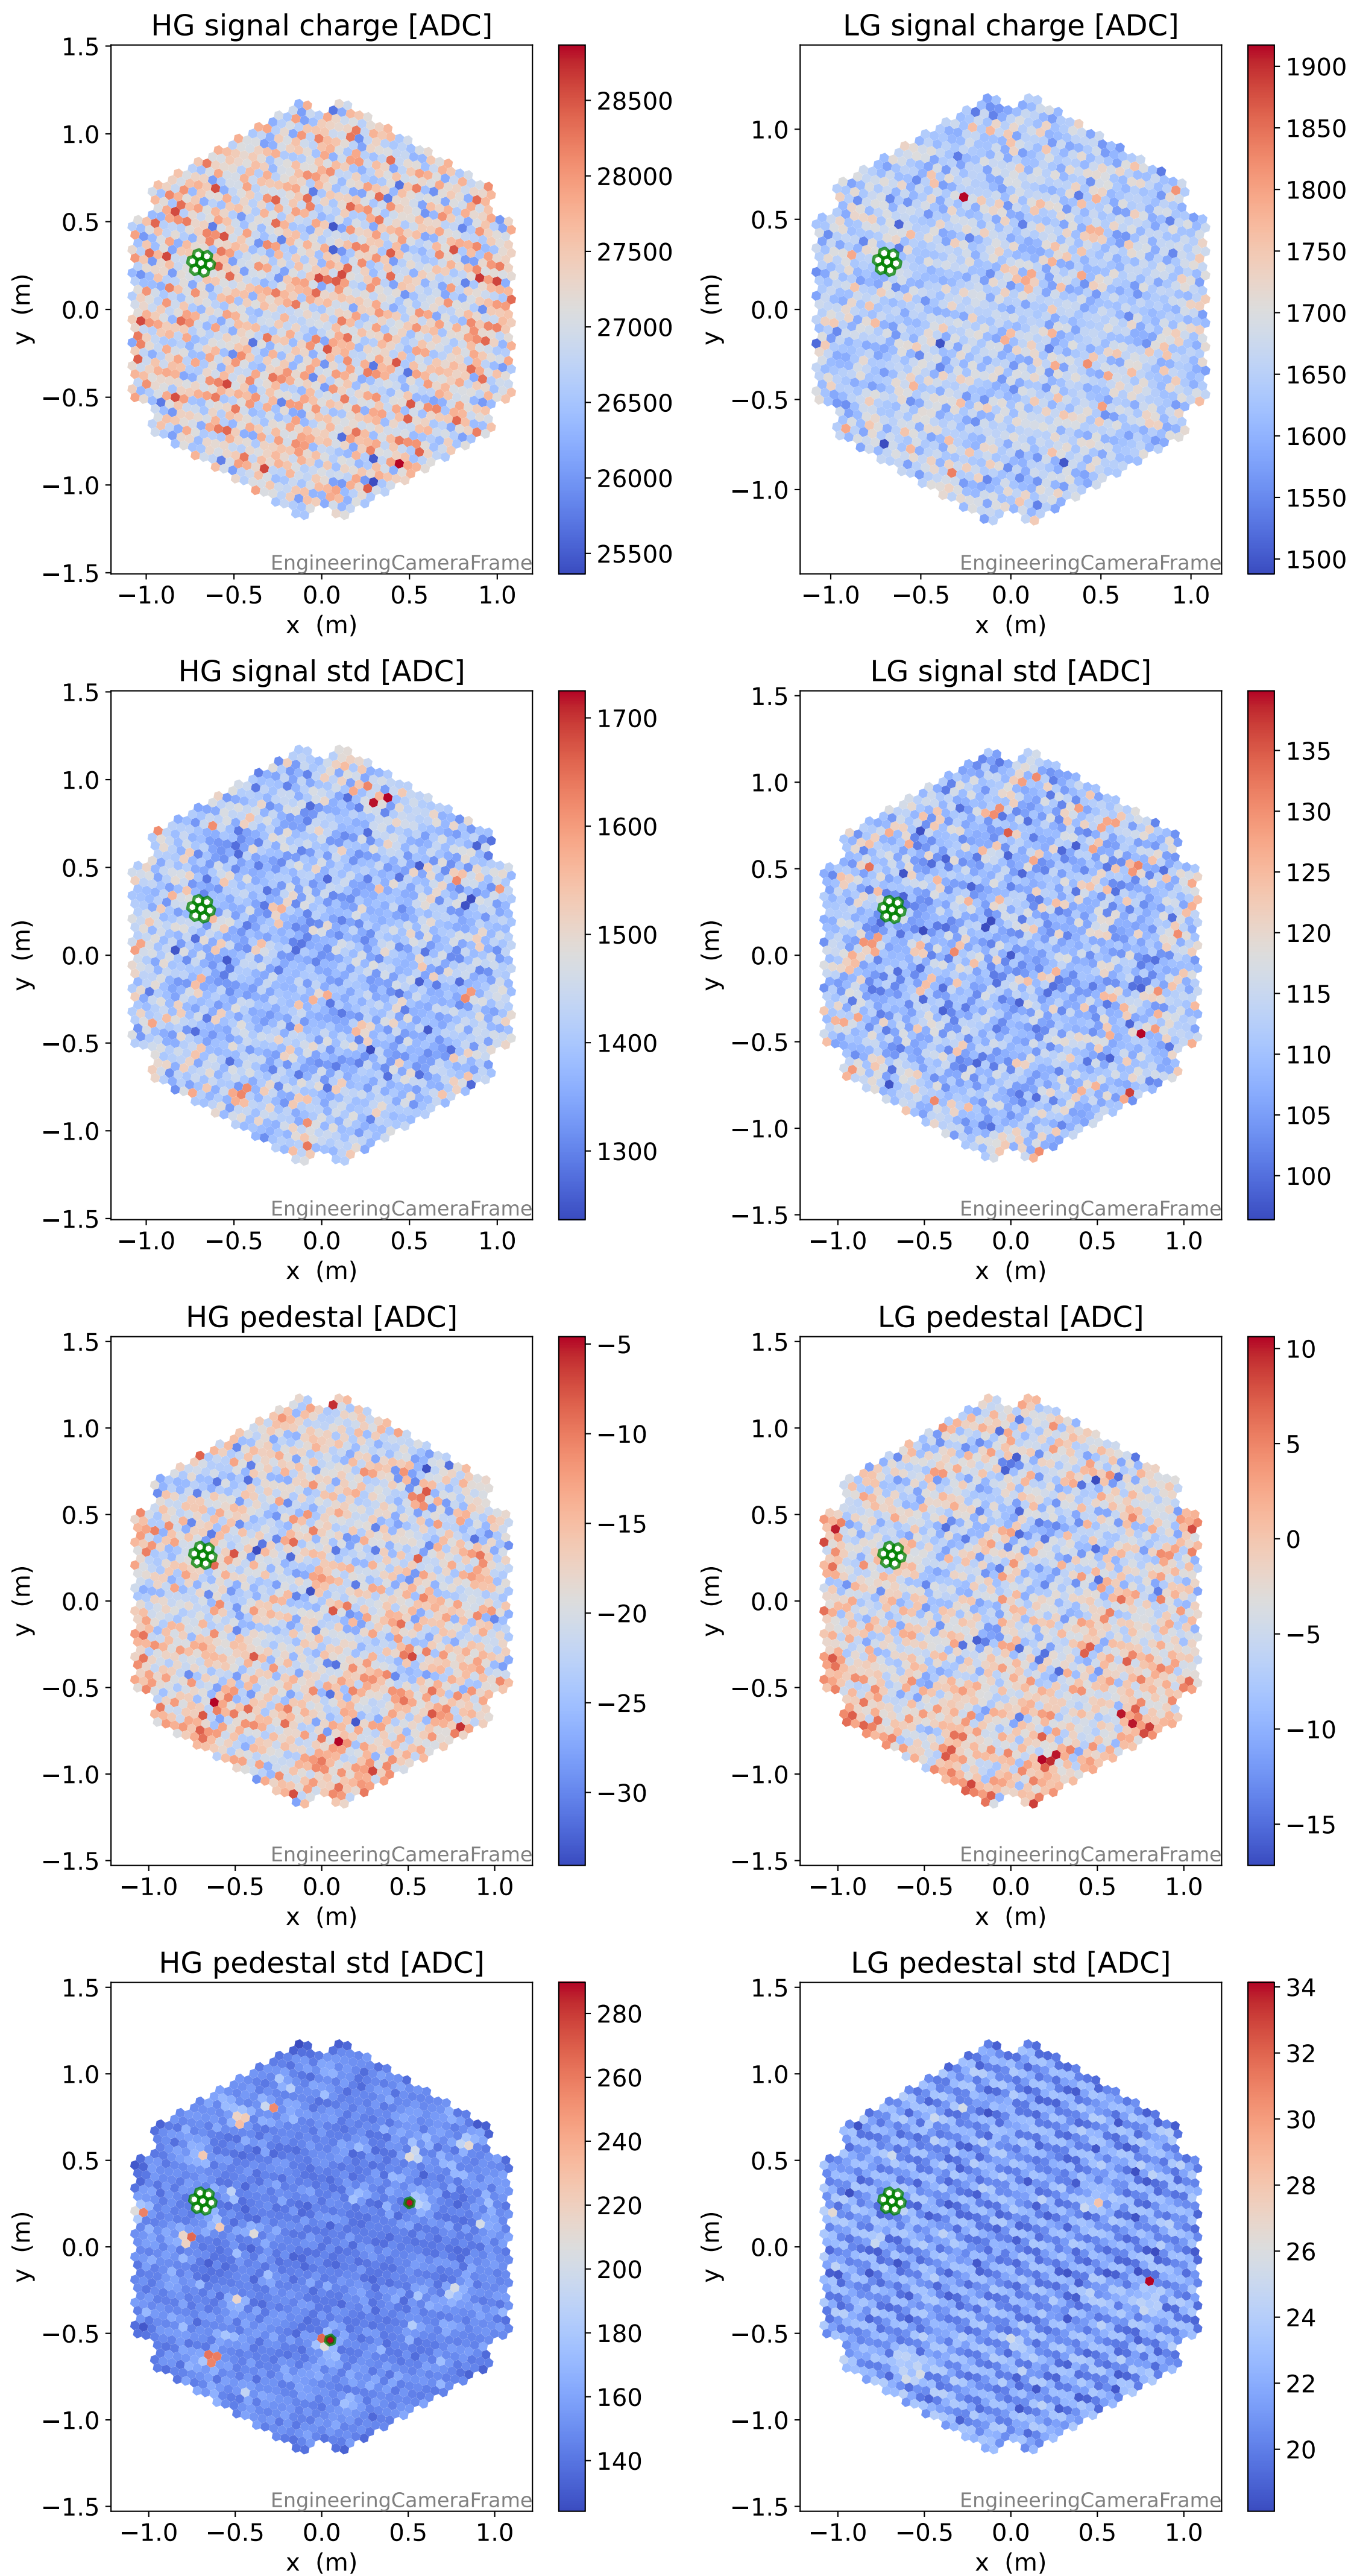 HG signal charge [ADC]
1.5
1.0
0.5
0.0
−0.5
−1.0
−1.5
y (m)
−1.0 −0.5 0.0 0.5 1.0
x (m)
EngineeringCameraFrame
28500
28000
27500
27000
26500
26000
25500
LG signal charge [ADC]
1.0
0.5
0.0
−0.5
−1.0
y (m)
−1.0 −0.5 0.0 0.5 1.0
x (m)
EngineeringCameraFrame
1900
1850
1800
1750
1700
1650
1600
1550
1500
HG signal std [ADC]
1.5
1.0
0.5
0.0
−0.5
−1.0
−1.5
y (m)
−1.0 −0.5 0.0 0.5 1.0
x (m)
EngineeringCameraFrame
1700
1600
1500
1400
1300
LG signal std [ADC]
1.5
1.0
0.5
0.0
−0.5
−1.0
−1.5
y (m)
−1.0 −0.5 0.0 0.5 1.0
x (m)
EngineeringCameraFrame
135
130
125
120
115
110
105
100
HG pedestal [ADC]
1.5
1.0
0.5
0.0
−0.5
−1.0
−1.5
y (m)
−1.0 −0.5 0.0 0.5 1.0
x (m)
EngineeringCameraFrame
−5
−10
−15
−20
−25
−30
LG pedestal [ADC]
1.5
1.0
0.5
0.0
−0.5
−1.0
−1.5
y (m)
−1.0 −0.5 0.0 0.5 1.0
x (m)
EngineeringCameraFrame
10
5
0
−5
−10
−15
HG pedestal std [ADC]
1.5
1.0
0.5
0.0
−0.5
−1.0
−1.5
y (m)
−1.0 −0.5 0.0 0.5 1.0
x (m)
EngineeringCameraFrame
280
260
240
220
200
180
160
140
LG pedestal std [ADC]
1.5
1.0
0.5
0.0
−0.5
−1.0
−1.5
y (m)
−1.0 −0.5 0.0 0.5 1.0
x (m)
EngineeringCameraFrame
34
32
30
28
26
24
22
20